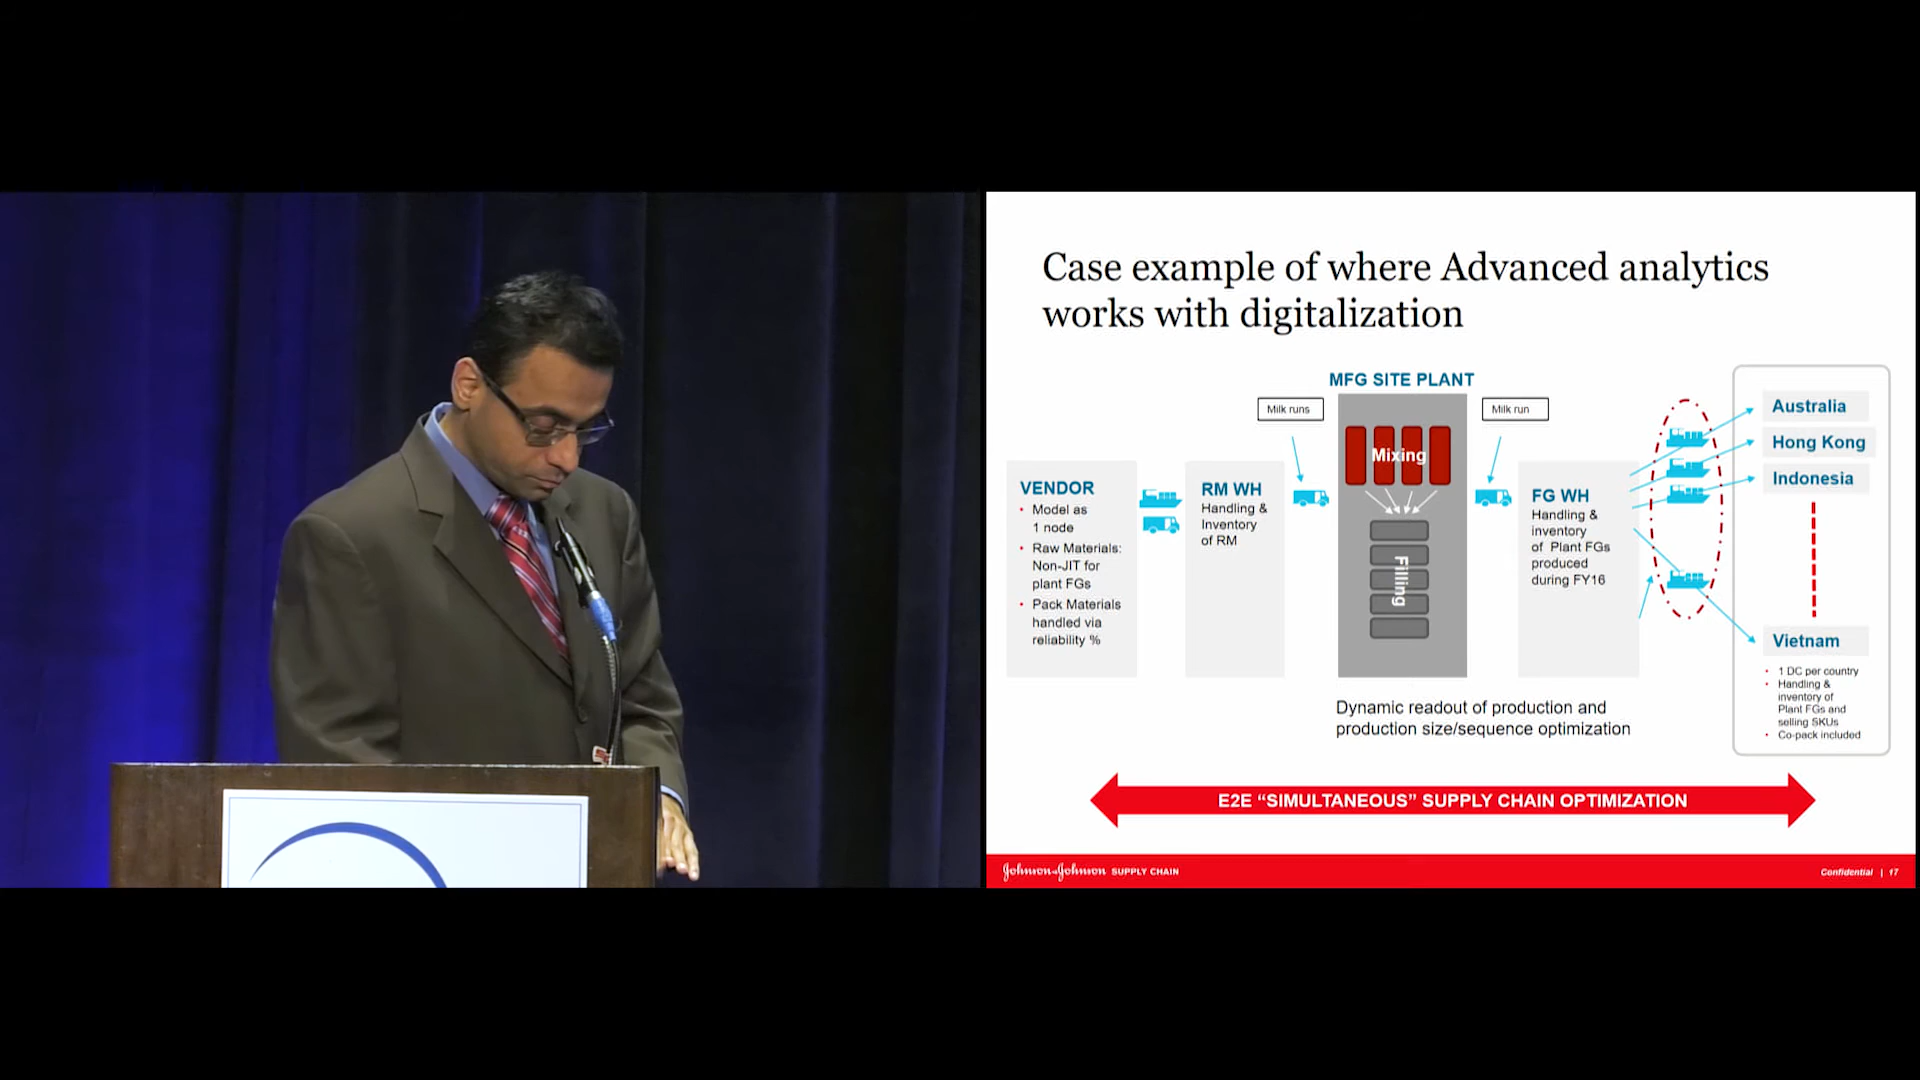 Case example of where Advanced analytics
works with digitalization
MFG SITE PLANT
Milk runs
Milk run
VENDOR
• Model as
1 node
• Raw Materials:
Non-JIT for
plant FGs
• Pack Materials
handled via
reliability %
RM WH
Handling &
Inventory
of RM
Mixing
Filling
FG WH
Handling &
inventory
of Plant FGs
produced
during FY16
Australia
Hong Kong
Indonesia
Vietnam
• 1 DC per country
• Handling &
inventory of
Plant FGs and
selling SKUs
• Co-pack included
Dynamic readout of production and
production size/sequence optimization
E2E “SIMULTANEOUS” SUPPLY CHAIN OPTIMIZATION
Johnson & Johnson SUPPLY CHAIN
Confidential | 17